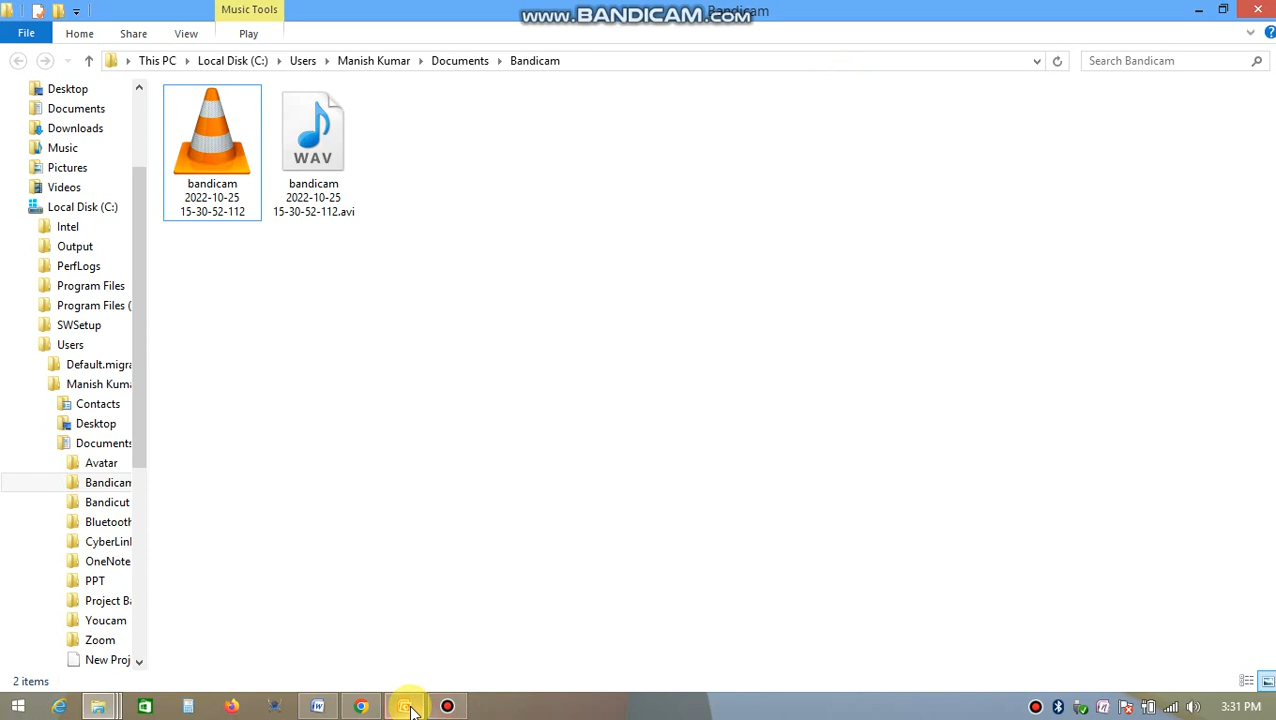 Music Tools
www.BANDICAM.com
File
Home
Share
View
Play
This PC
Local Disk (C:)
Users
Manish Kumar
Documents
Bandicam
Search Bandicam
Desktop
Documents
Downloads
Music
Pictures
Videos
Local Disk (C:)
Intel
Output
PerfLogs
Program Files
Program Files (
SWSetup
Users
Default.migra
Manish Kuma
Contacts
Desktop
Documents
Avatar
Bandicam
Bandicut
Bluetooth
CyberLink
OneNote
PPT
Project Ba
Youcam
Zoom
New Proj
bandicam
2022-10-25
15-30-52-112
WAV
bandicam
2022-10-25
15-30-52-112.avi
2 items
3:31 PM